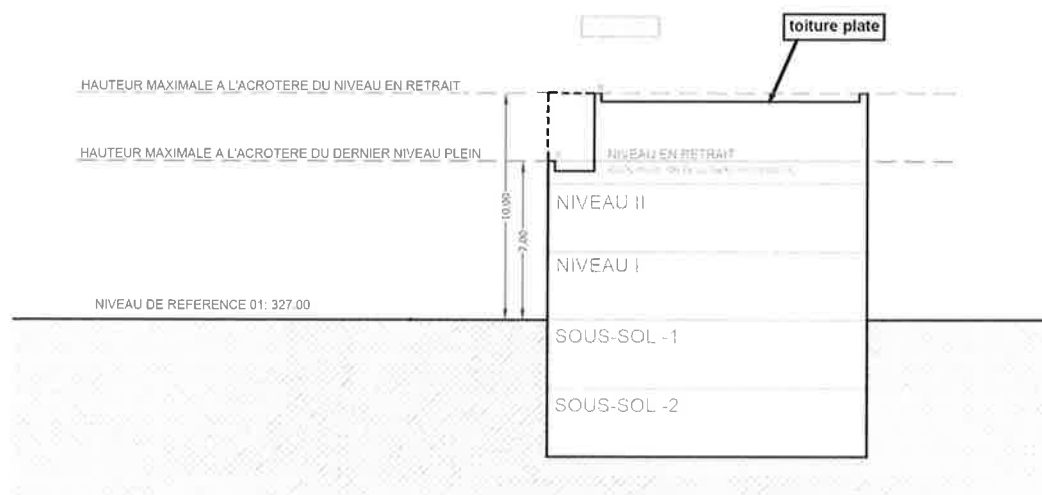 toiture plate
HAUTEUR MAXIMALE A L'ACROTERE DU NIVEAU EN RETRAIT
HAUTEUR MAXIMALE A L'ACROTERE DU DERNIER NIVEAU PLEIN
NIVEAU EN RETRAIT
NIVEAU II
10.00
7.00
NIVEAU I
NIVEAU DE REFERENCE 01: 327.00
SOUS-SOL -1
SOUS-SOL -2